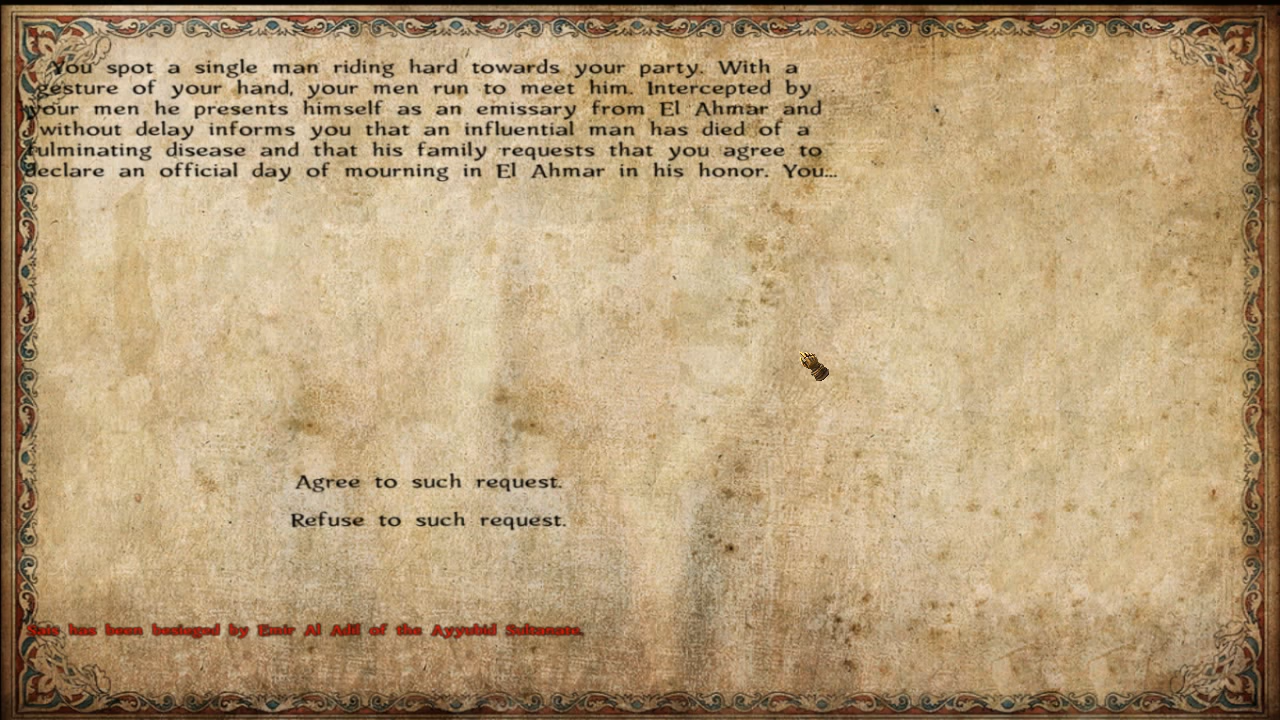 You spot a single man riding hard towards your party. With a
gesture of your hand, your men run to meet him. Intercepted by
your men he presents himself as an emissary from El Ahmar and
without delay informs you that an influential man has died of a
fulminating disease and that his family requests that you agree to
declare an official day of mourning in El Ahmar in his honor. You...
Agree to such request.
Refuse to such request.
has been besieged by Emir Al Adil of the Ayyubid Sultanate.